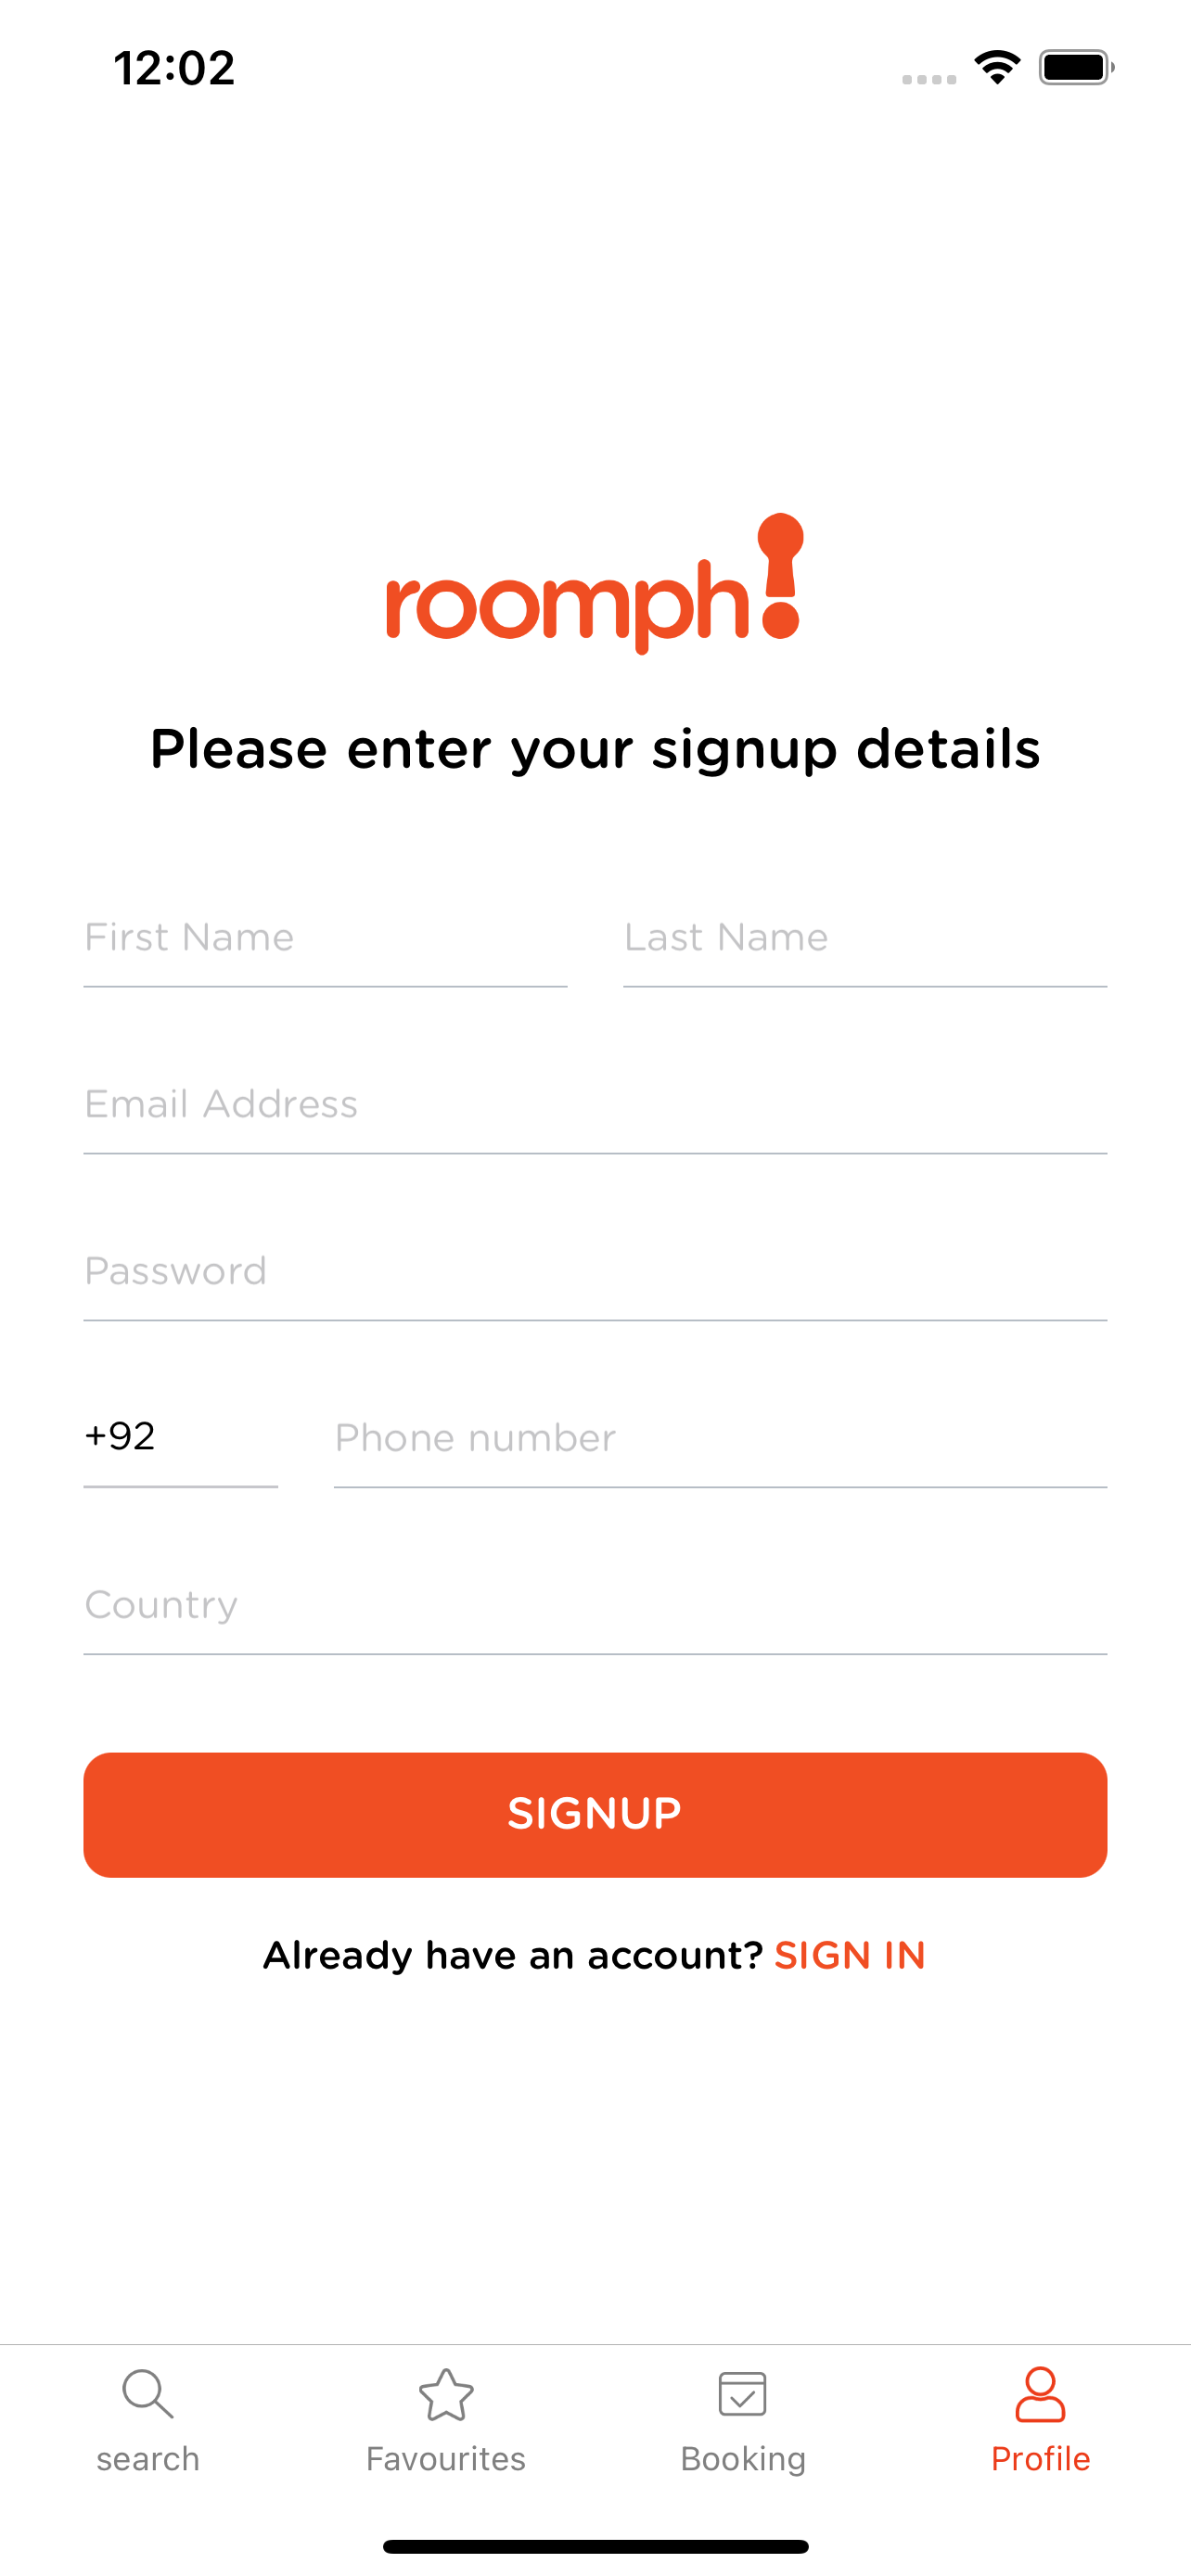 12:02
roomph!
Please enter your signup details
First Name Last Name
Email Address
Password
+92 Phone number
Country
SIGNUP
Already have an account? SIGN IN
search Favourites Booking Profile